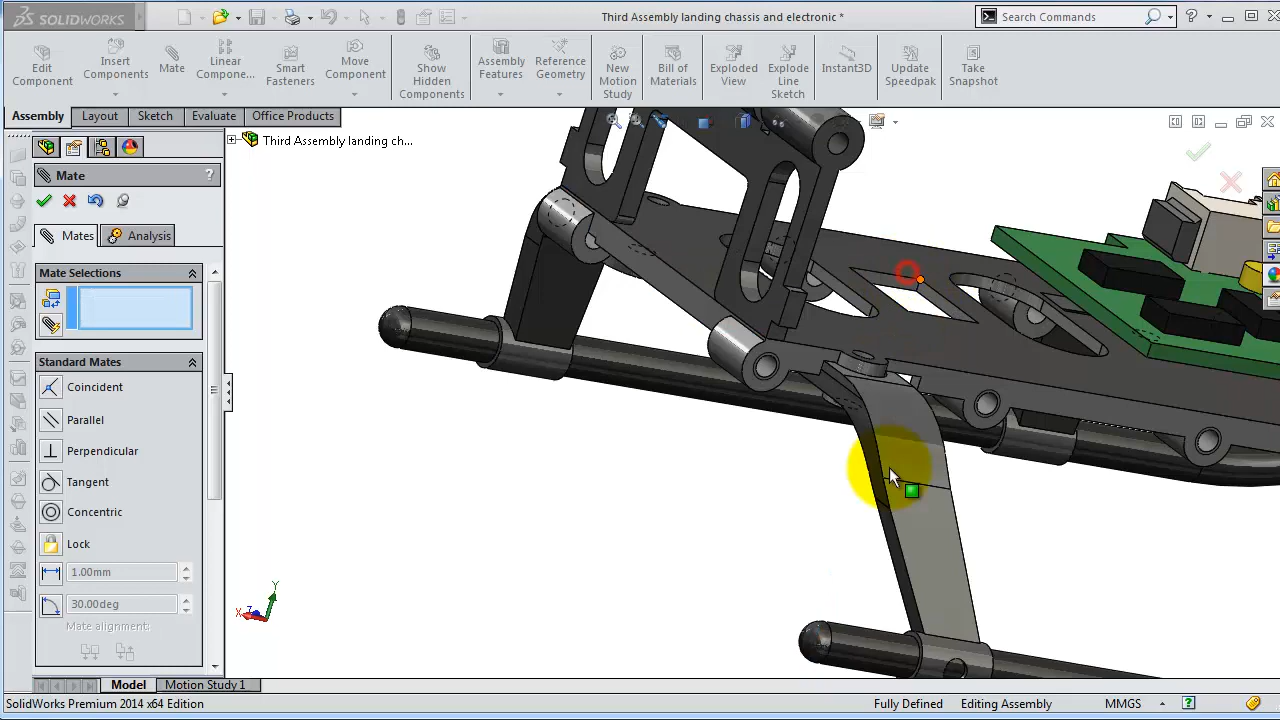 SOLIDWORKS
Third Assembly landing chassis and electronic *
Search Commands
Edit Component
Insert Components
Mate
Linear Compone...
Smart Fasteners
Move Component
Show Hidden Components
Assembly Features
Reference Geometry
New Motion Study
Bill of Materials
Exploded View
Explode Line Sketch
Instant3D
Update Speedpak
Take Snapshot
Assembly
Layout
Sketch
Evaluate
Office Products
Third Assembly landing ch...
Mate
?
Mates
Analysis
Mate Selections
Standard Mates
Coincident
Parallel
Perpendicular
Tangent
Concentric
Lock
1.00mm
30.00deg
Mate alignment:
Y
X
Z
Model
Motion Study 1
SolidWorks Premium 2014 x64 Edition
Fully Defined
Editing Assembly
MMGS